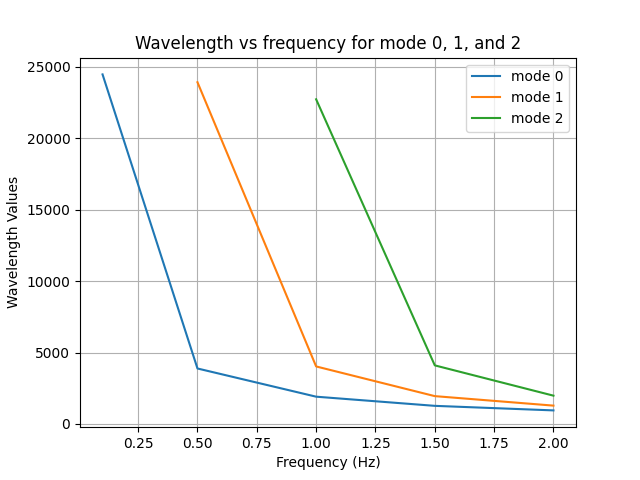 Wavelength vs frequency for mode 0, 1, and 2
mode 0
mode 1
mode 2
Wavelength Values
25000
20000
15000
10000
5000
0
0.25 0.50 0.75 1.00 1.25 1.50 1.75 2.00
Frequency (Hz)